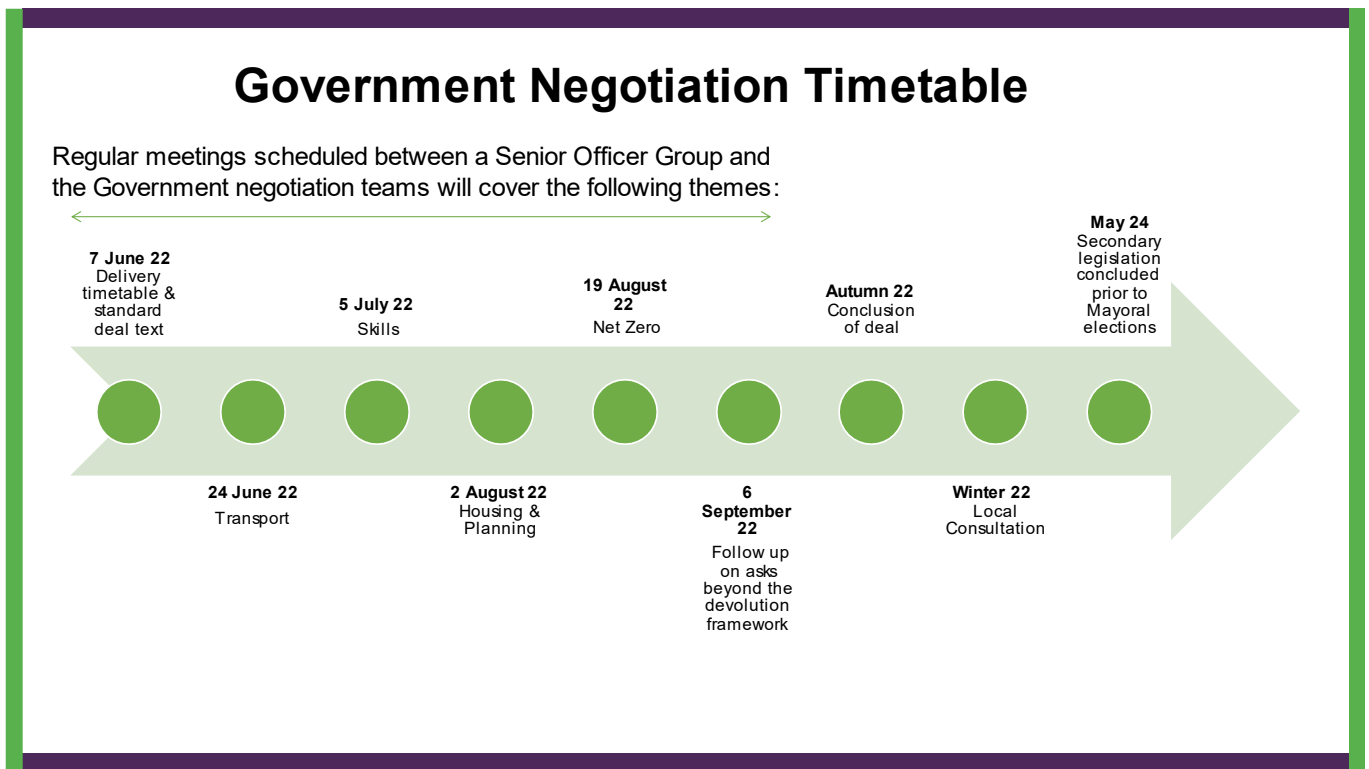 Government Negotiation Timetable
Regular meetings scheduled between a Senior Officer Group and
the Government negotiation teams will cover the following themes:
7 June 22
Delivery
timetable &
standard
deal text
24 June 22
Transport
5 July 22
Skills
2 August 22
Housing &
Planning
19 August
22
Net Zero
6
September
22
Follow up
on asks
beyond the
devolution
framework
Autumn 22
Conclusion
of deal
Winter 22
Local
Consultation
May 24
Secondary
legislation
concluded
prior to
Mayoral
elections